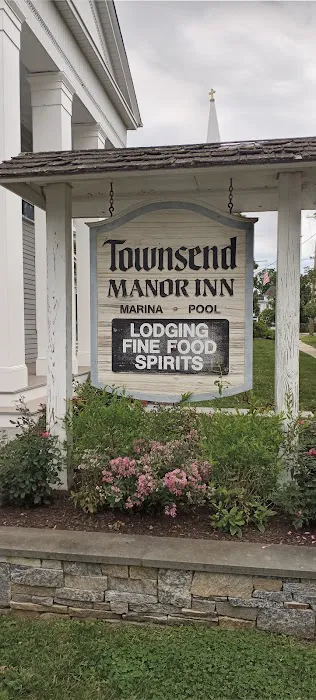 Townsend
MANOR INN
MARINA • POOL
LODGING
FINE FOOD
SPIRITS